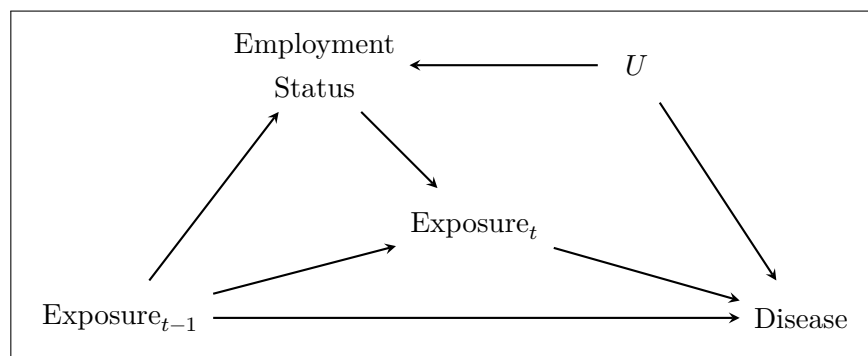 Employment
Status
U
Exposure_t
Exposure_{t−1}
Disease